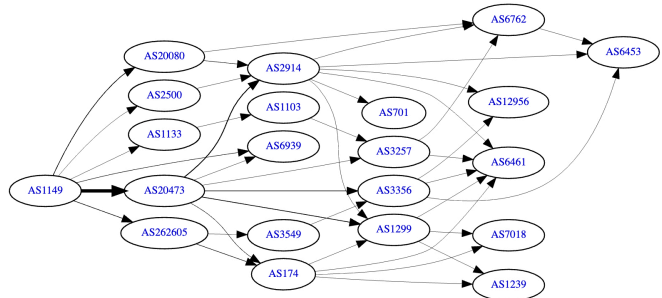 AS6762
AS20080
AS6453
AS2914
AS2500
AS12956
AS1103
AS701
AS1133
AS6939
AS3257
AS6461
AS1149
AS20473
AS3356
AS262605
AS3549
AS1299
AS7018
AS174
AS1239